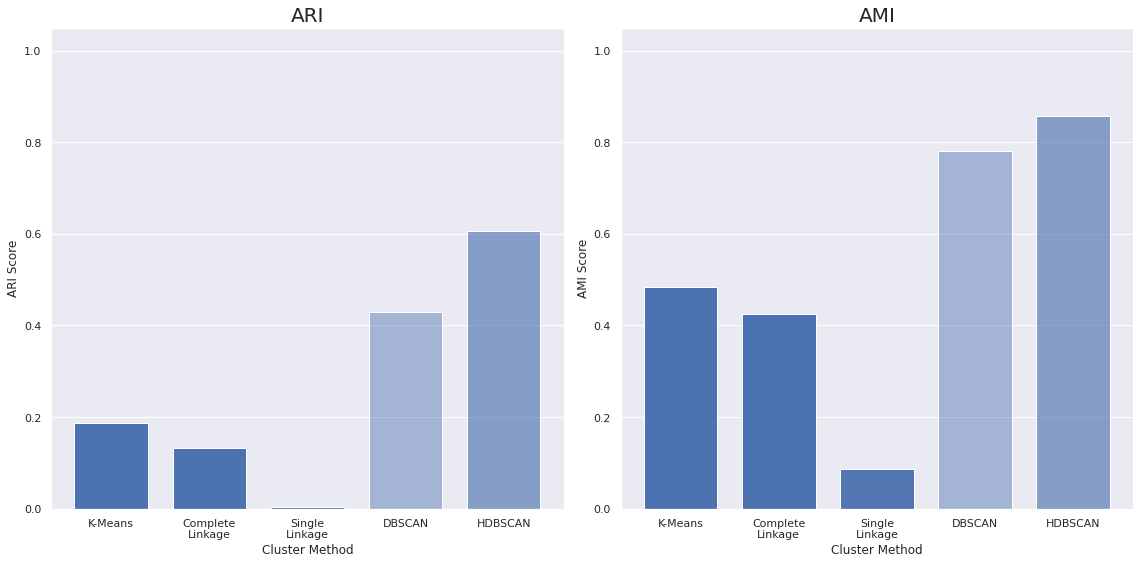 ARI
1.0
0.8
0.6
0.4
0.2
0.0
ARI Score
K-Means
Complete
Linkage
Single
Linkage
DBSCAN
HDBSCAN
Cluster Method
AMI
1.0
0.8
0.6
0.4
0.2
0.0
AMI Score
K-Means
Complete
Linkage
Single
Linkage
DBSCAN
HDBSCAN
Cluster Method